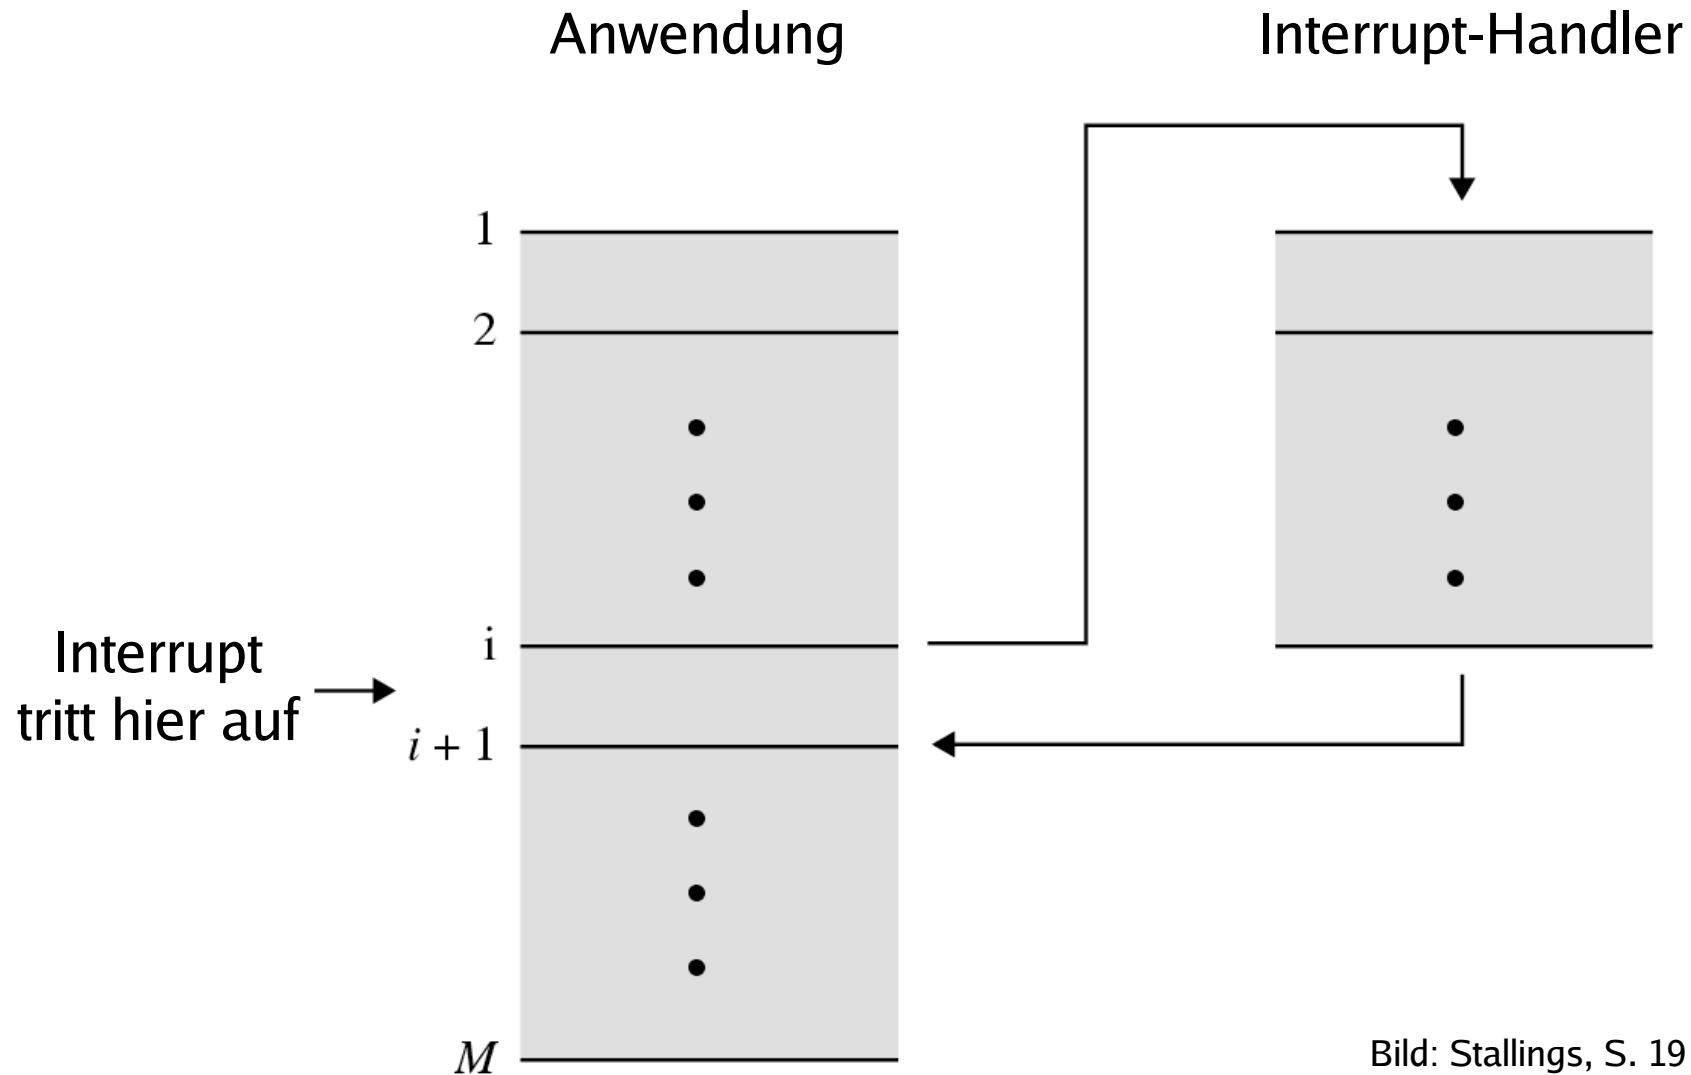 Anwendung
Interrupt-Handler
1
2
i
Interrupt
tritt hier auf
i + 1
M
Bild: Stallings, S. 19